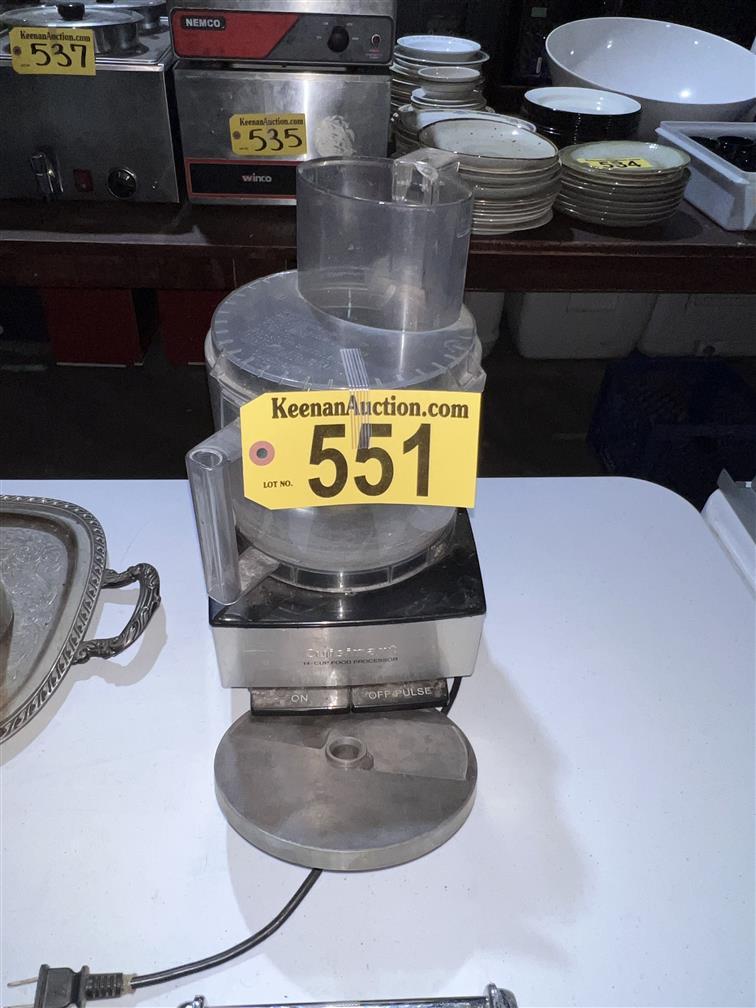 NEMCO
KeenanAuction.com
537
KeenanAuction.com
535
winco
534
KeenanAuction.com
LOT NO. 551
Cuisinart
14-CUP FOOD PROCESSOR
ON OFF/PULSE